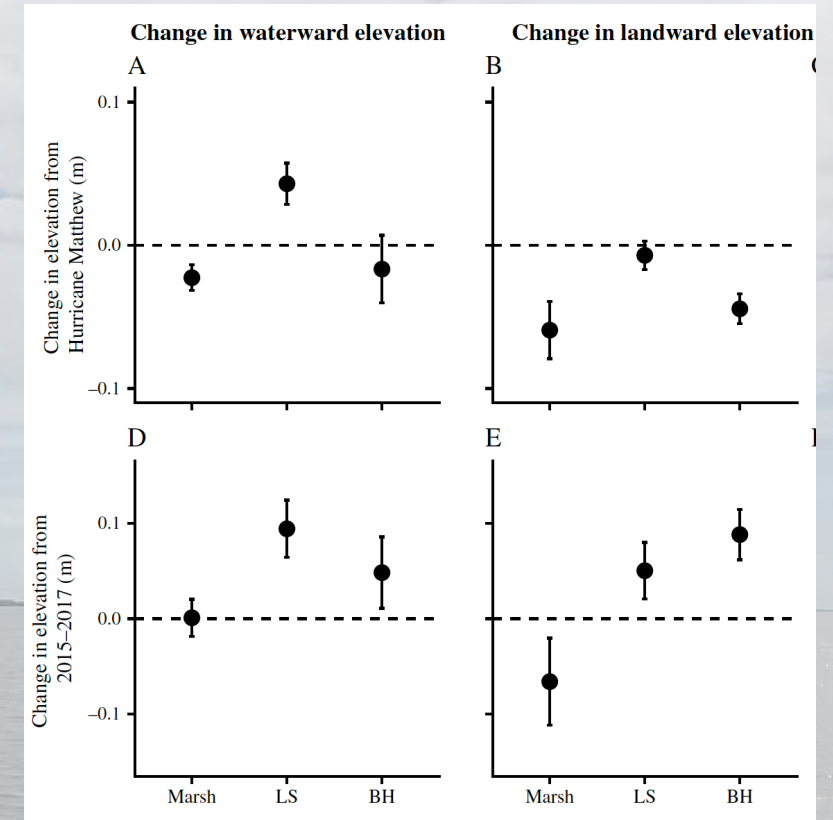 Change in waterward elevation
Change in landward elevation
A
B
0.1
0.0
–0.1
Change in elevation from
Hurricane Matthew (m)
D
E
0.1
0.0
–0.1
Change in elevation from
2015–2017 (m)
Marsh
LS
BH
Marsh
LS
BH